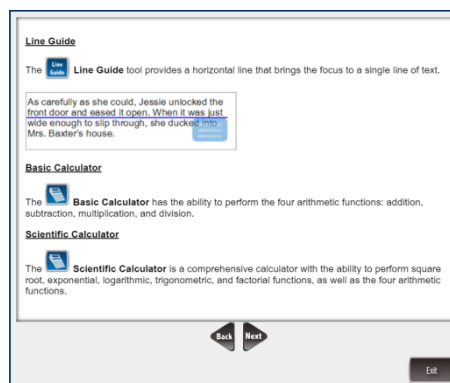 Line Guide
The Line Guide Line Guide tool provides a horizontal line that brings the focus to a single line of text.
As carefully as she could, Jessie unlocked the
front door and eased it open. When it was just
wide enough to slip through, she ducked into
Mrs. Baxter's house.
Basic Calculator
The Basic Calculator has the ability to perform the four arithmetic functions: addition,
subtraction, multiplication, and division.
Scientific Calculator
The Scientific Calculator is a comprehensive calculator with the ability to perform square
root, exponential, logarithmic, trigonometric, and factorial functions, as well as the four arithmetic
functions.
Back Next
Exit